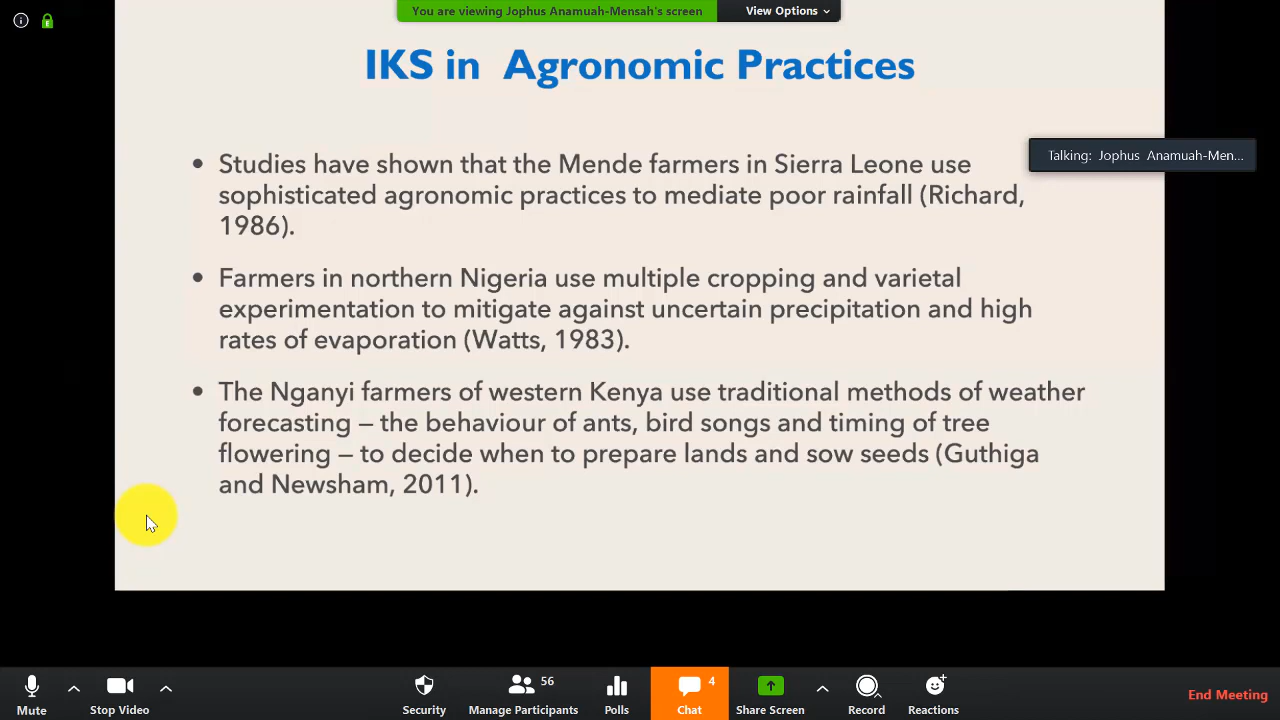 You are viewing Jophus Anamuah-Mensah's screen
View Options
IKS in Agronomic Practices
Talking: Jophus Anamuah-Men...
• Studies have shown that the Mende farmers in Sierra Leone use
sophisticated agronomic practices to mediate poor rainfall (Richard,
1986).
• Farmers in northern Nigeria use multiple cropping and varietal
experimentation to mitigate against uncertain precipitation and high
rates of evaporation (Watts, 1983).
• The Nganyi farmers of western Kenya use traditional methods of weather
forecasting – the behaviour of ants, bird songs and timing of tree
flowering – to decide when to prepare lands and sow seeds (Guthiga
and Newsham, 2011).
Mute
Stop Video
Security
56
Manage Participants
Polls
4
Chat
Share Screen
Record
Reactions
End Meeting